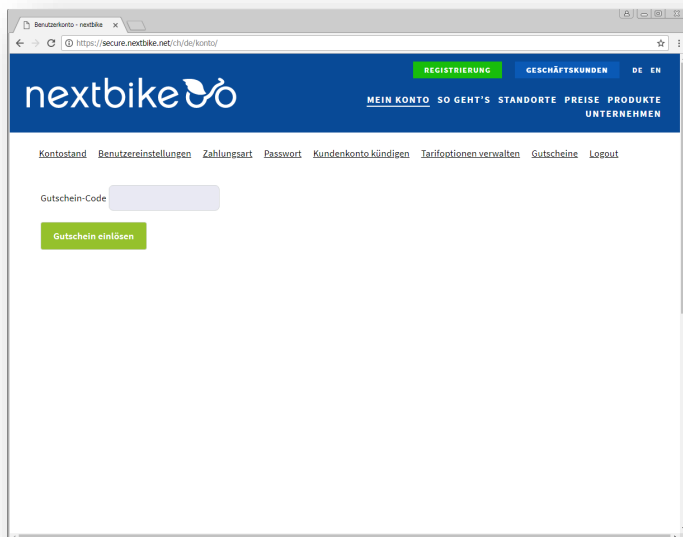 Benutzerkonto - nextbike
https://secure.nextbike.net/ch/de/konto/
REGISTRIERUNG GESCHÄFTSKUNDEN DE EN
nextbike
MEIN KONTO SO GEHT'S STANDORTE PREISE PRODUKTE
UNTERNEHMEN
Kontostand Benutzereinstellungen Zahlungsart Passwort Kundenkonto kündigen Tarifoptionen verwalten Gutscheine Logout
Gutschein-Code
Gutschein einlösen